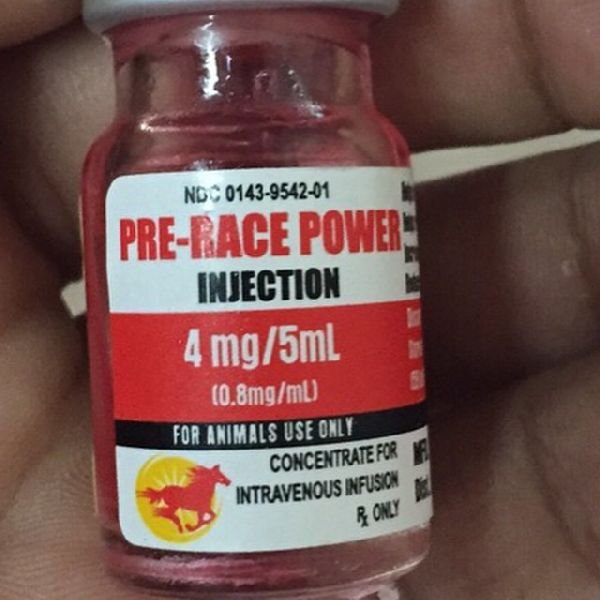 NDC 0143-9542-01
PRE-RACE POWER
INJECTION
4 mg/5mL
(0.8mg/mL)
FOR ANIMALS USE ONLY
CONCENTRATE FOR
INTRAVENOUS INFUSION
℞ ONLY